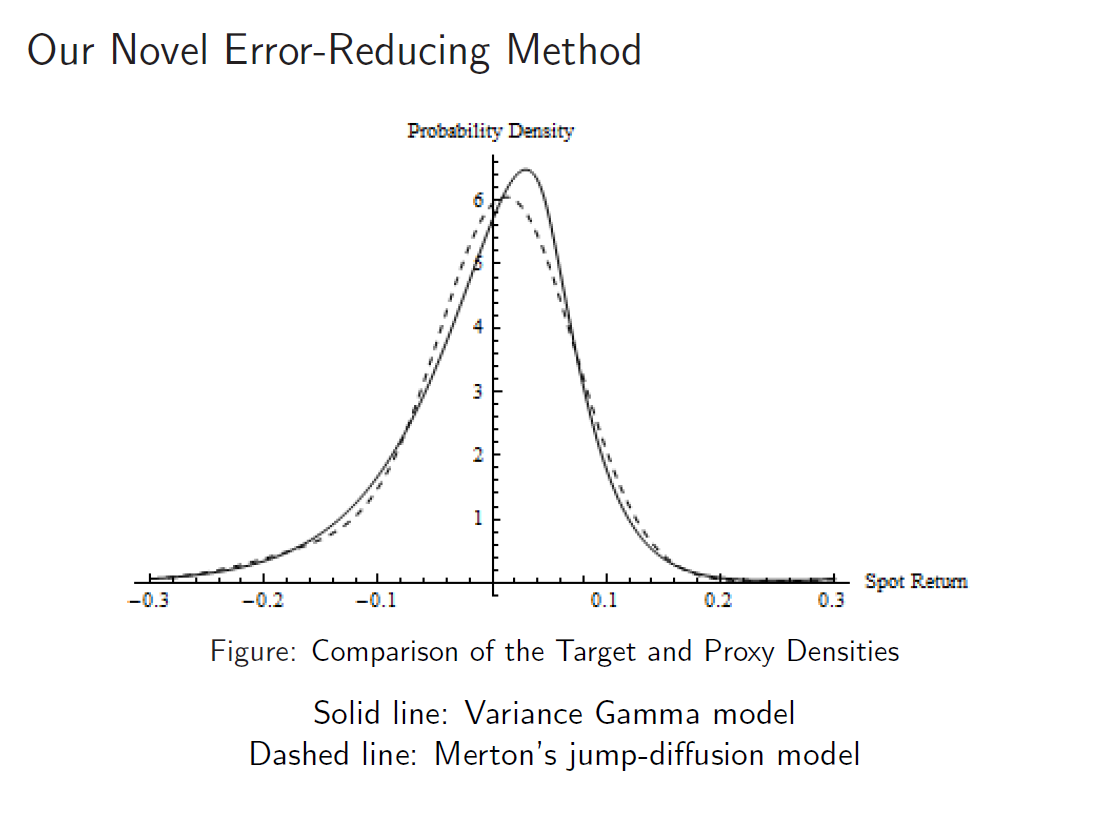 Our Novel Error-Reducing Method
Probability Density
6
5
4
3
2
1
Spot Return
−0.3 −0.2 −0.1 0.1 0.2 0.3
Figure: Comparison of the Target and Proxy Densities
Solid line: Variance Gamma model
Dashed line: Merton's jump-diffusion model